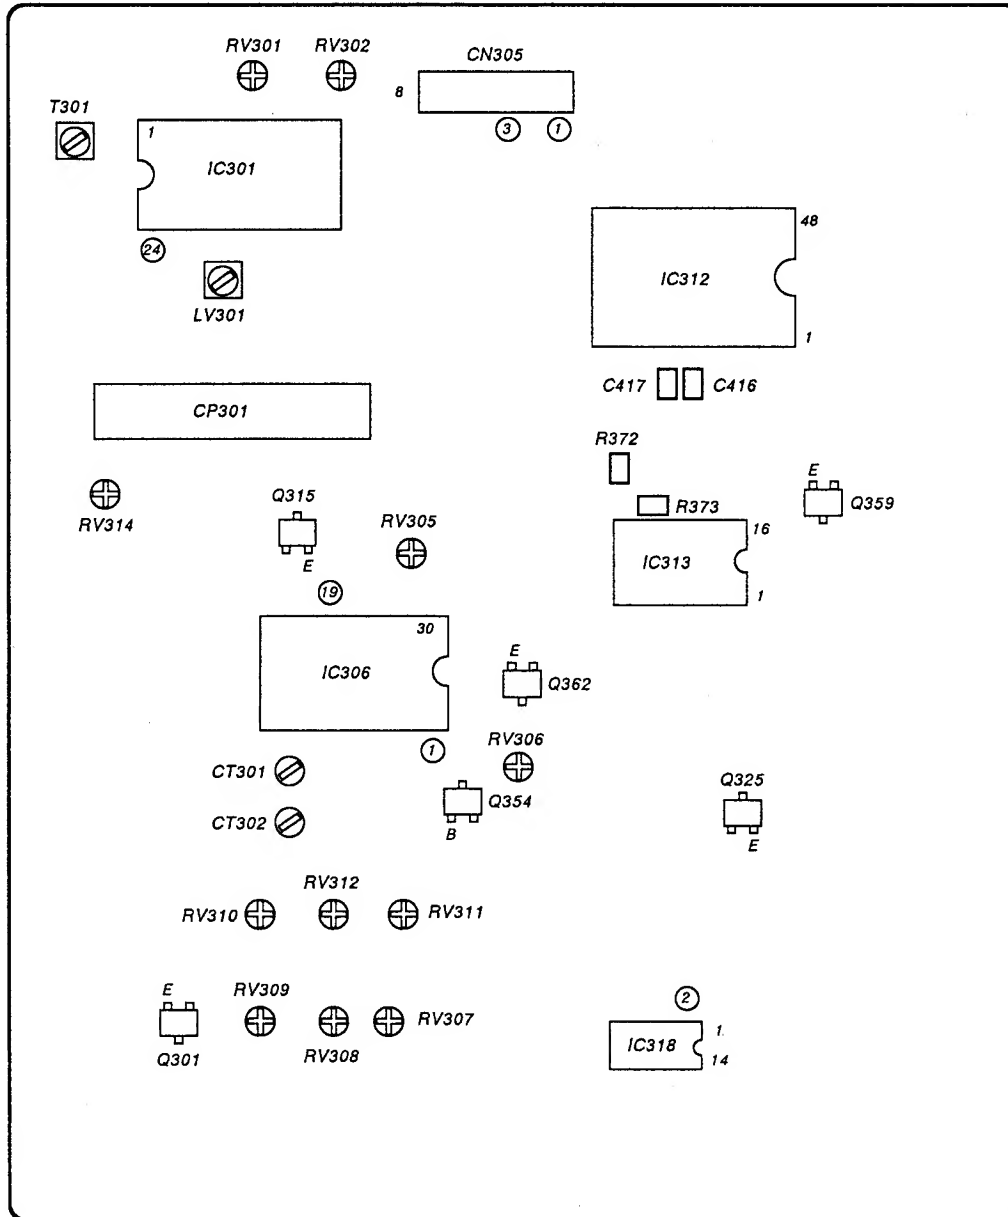 RV301 RV302 CN305
8
T301
3 1
1
IC301
48
24
IC312
LV301
1
C417 C416
CP301
R372
E
Q315
R373 Q359
RV314 RV305
16
E
IC313
19
1
30
E
IC306
Q362
1 RV306
CT301
Q325
Q354
CT302
B
E
RV312
RV310 RV311
E RV309
2
RV307
1.
IC318
14
Q301 RV308